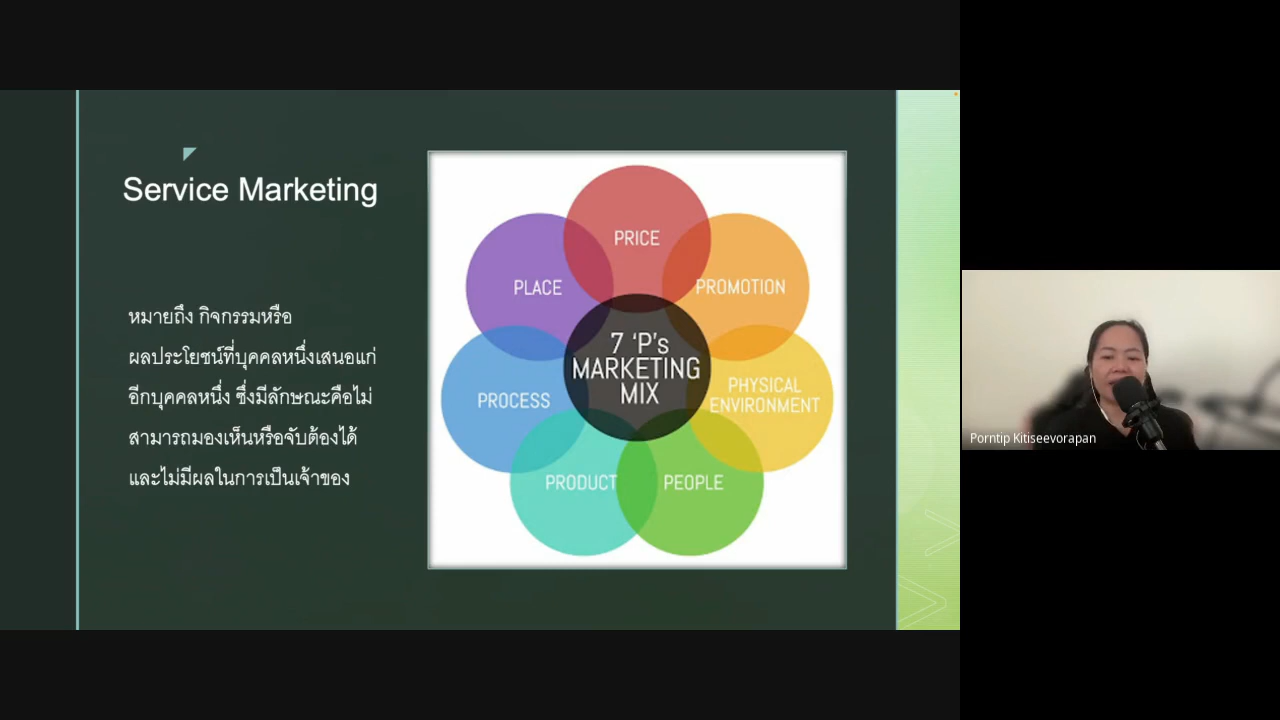 Service Marketing
หมายถึง กิจกรรมหรือ
ผลประโยชน์ที่บุคคลหนึ่งเสนอแก่
อีกบุคคลหนึ่ง ซึ่งมีลักษณะคือไม่
สามารถมองเห็นหรือจับต้องได้
และไม่มีผลในการเป็นเจ้าของ
PRICE
PLACE
PROMOTION
7 'P's
MARKETING
MIX
PROCESS
PHYSICAL
ENVIRONMENT
PRODUCT
PEOPLE
Porntip Kitiseevorapan